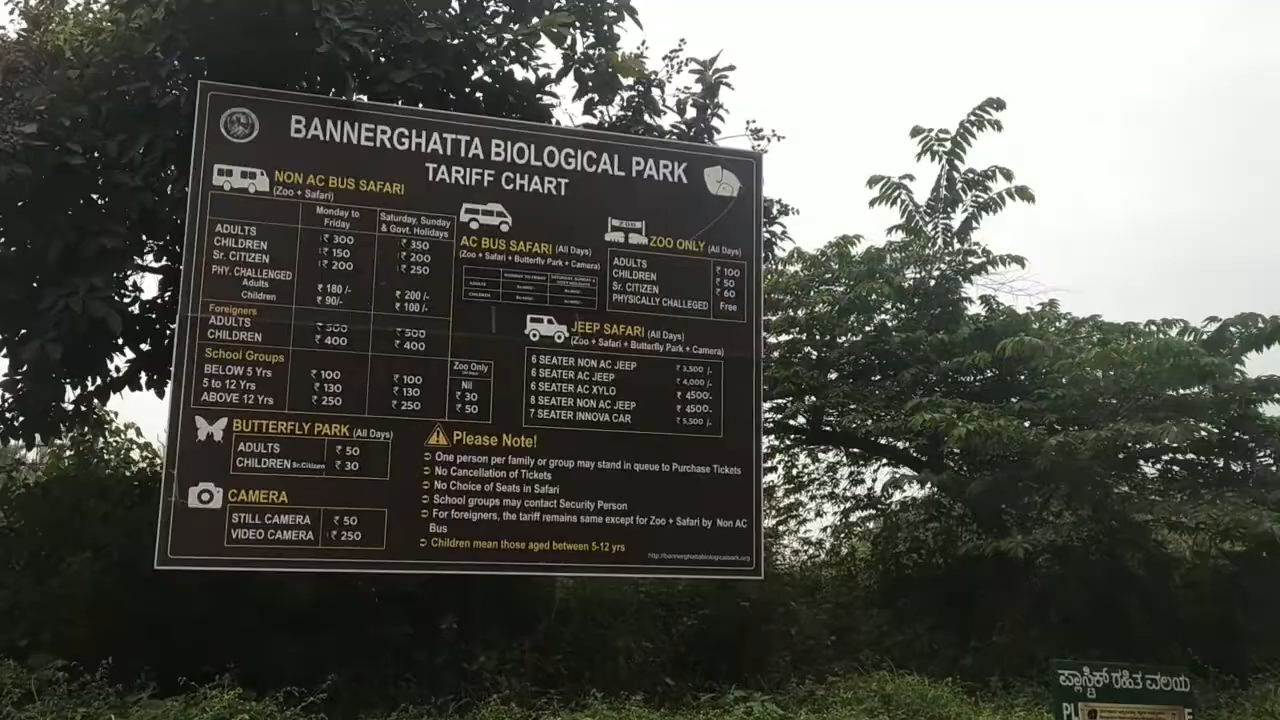 BANNERGHATTA BIOLOGICAL PARK
TARIFF CHART
NON AC BUS SAFARI
(Zoo + Safari)
Monday to Friday Saturday, Sunday & Govt. Holidays
ADULTS ₹ 300 ₹ 350
CHILDREN ₹ 150 ₹ 200
Sr. CITIZEN ₹ 200 ₹ 250
PHY. CHALLENGED
Adults ₹ 180/- ₹ 200/-
Children ₹ 90/- ₹ 100/-
Foreigners
ADULTS ₹ 500 ₹ 500
CHILDREN ₹ 400 ₹ 400
School Groups Zoo Only
BELOW 5 Yrs ₹ 100 ₹ 100 Nil
5 to 12 Yrs ₹ 130 ₹ 130 ₹ 30
ABOVE 12 Yrs ₹ 250 ₹ 250 ₹ 50
AC BUS SAFARI (All Days)
(Zoo + Safari + Butterfly Park + Camera)
MONDAY TO FRIDAY SATURDAY, SUNDAY &
ADULTS
CHILDREN
ZOO
ZOO ONLY (All Days)
ADULTS ₹ 100
CHILDREN ₹ 50
Sr. CITIZEN ₹ 60
PHYSICALLY CHALLEGED Free
JEEP SAFARI (All Days)
(Zoo + Safari + Butterfly Park + Camera)
6 SEATER NON AC JEEP ₹ 3,500 /-
6 SEATER AC JEEP ₹ 4,000 /-
6 SEATER AC XYLO ₹ 4500-
8 SEATER NON AC JEEP ₹ 4500-
7 SEATER INNOVA CAR ₹ 5,500 /-
BUTTERFLY PARK (All Days)
ADULTS ₹ 50
CHILDREN Sr.Citizen ₹ 30
CAMERA
STILL CAMERA ₹ 50
VIDEO CAMERA ₹ 250
Please Note!
One person per family or group may stand in queue to Purchase Tickets
No Cancellation of Tickets
No Choice of Seats in Safari
School groups may contact Security Person
For foreigners, the tariff remains same except for Zoo + Safari by Non AC
Bus
Children mean those aged between 5-12 yrs
http://bannerghattabiologicalpark.org
ಪ್ಲಾಸ್ಟಿಕ್ ರಹಿತ ವಲಯ